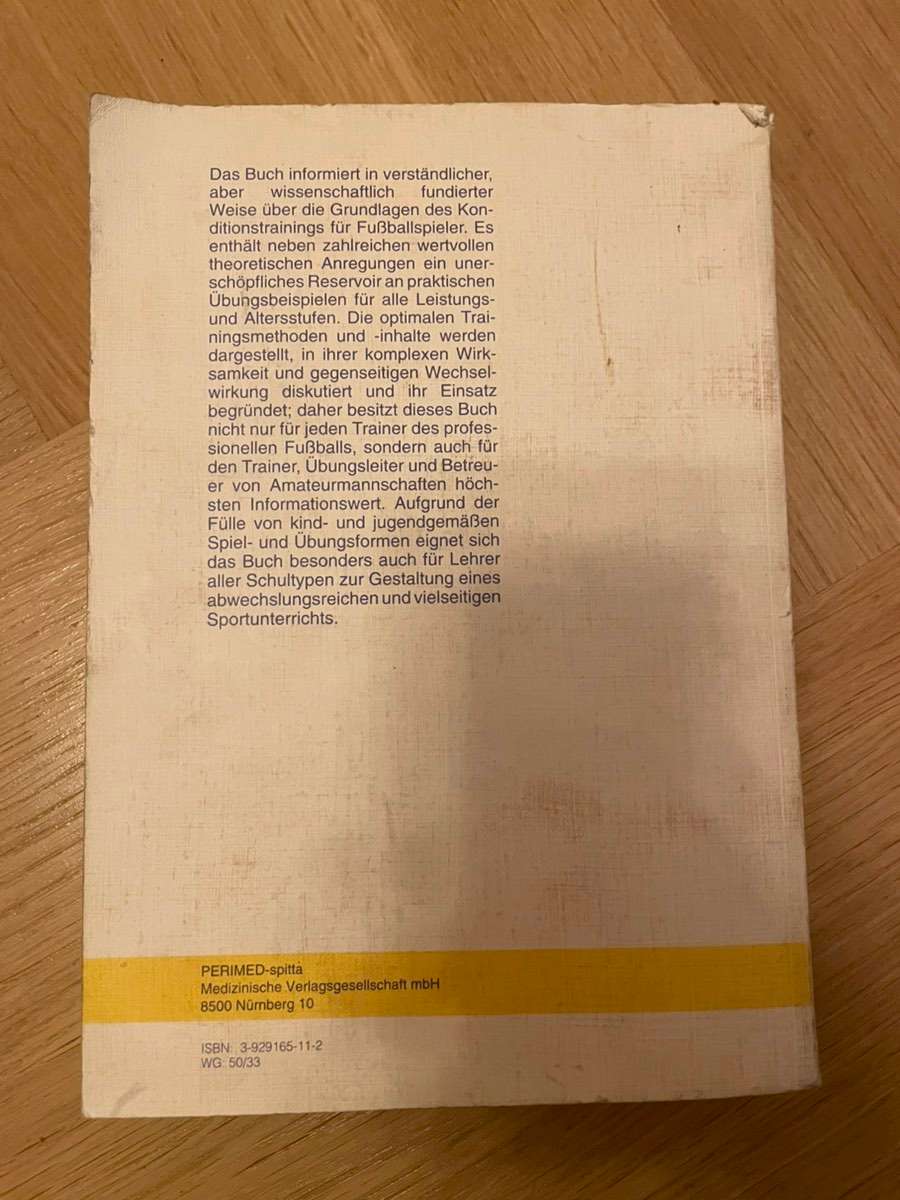 Das Buch informiert in verständlicher,
aber wissenschaftlich fundierter
Weise über die Grundlagen des Kon-
ditionstrainings für Fußballspieler. Es
enthält neben zahlreichen wertvollen
theoretischen Anregungen ein uner-
schöpfliches Reservoir an praktischen
Übungsbeispielen für alle Leistungs-
und Altersstufen. Die optimalen Trai-
ningsmethoden und -inhalte werden
dargestellt, in ihrer komplexen Wirk-
samkeit und gegenseitigen Wechsel-
wirkung diskutiert und ihr Einsatz
begründet; daher besitzt dieses Buch
nicht nur für jeden Trainer des profes-
sionellen Fußballs, sondern auch für
den Trainer, Übungsleiter und Betreu-
er von Amateurmannschaften höch-
sten Informationswert. Aufgrund der
Fülle von kind- und jugendgemäßen
Spiel- und Übungsformen eignet sich
das Buch besonders auch für Lehrer
aller Schultypen zur Gestaltung eines
abwechslungsreichen und vielseitigen
Sportunterrichts.
PERIMED-spitta
Medizinische Verlagsgesellschaft mbH
8500 Nürnberg 10
ISBN: 3-929165-11-2
WG: 50/33